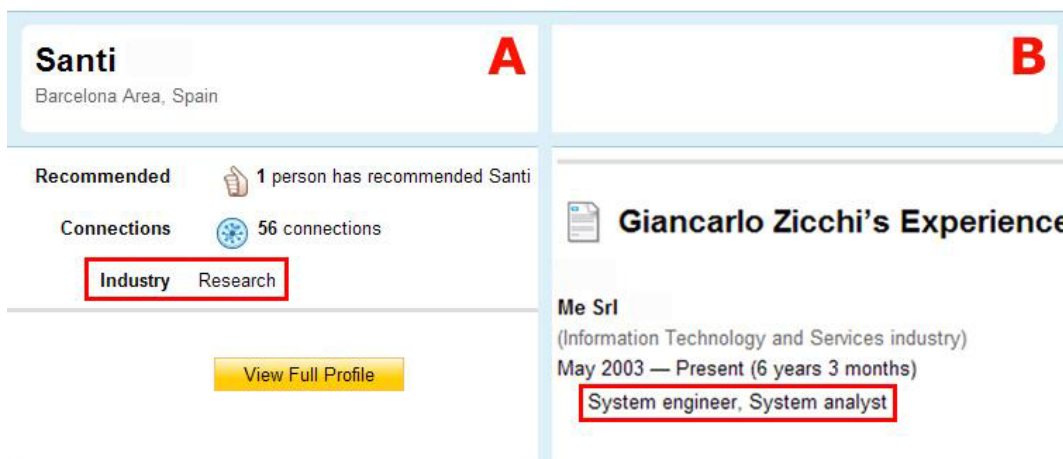 Santi
A
Barcelona Area, Spain
Recommended 1 person has recommended Santi
Connections 56 connections
Industry Research
View Full Profile
B
Giancarlo Zicchi's Experience
Me Srl
(Information Technology and Services industry)
May 2003 — Present (6 years 3 months)
System engineer, System analyst